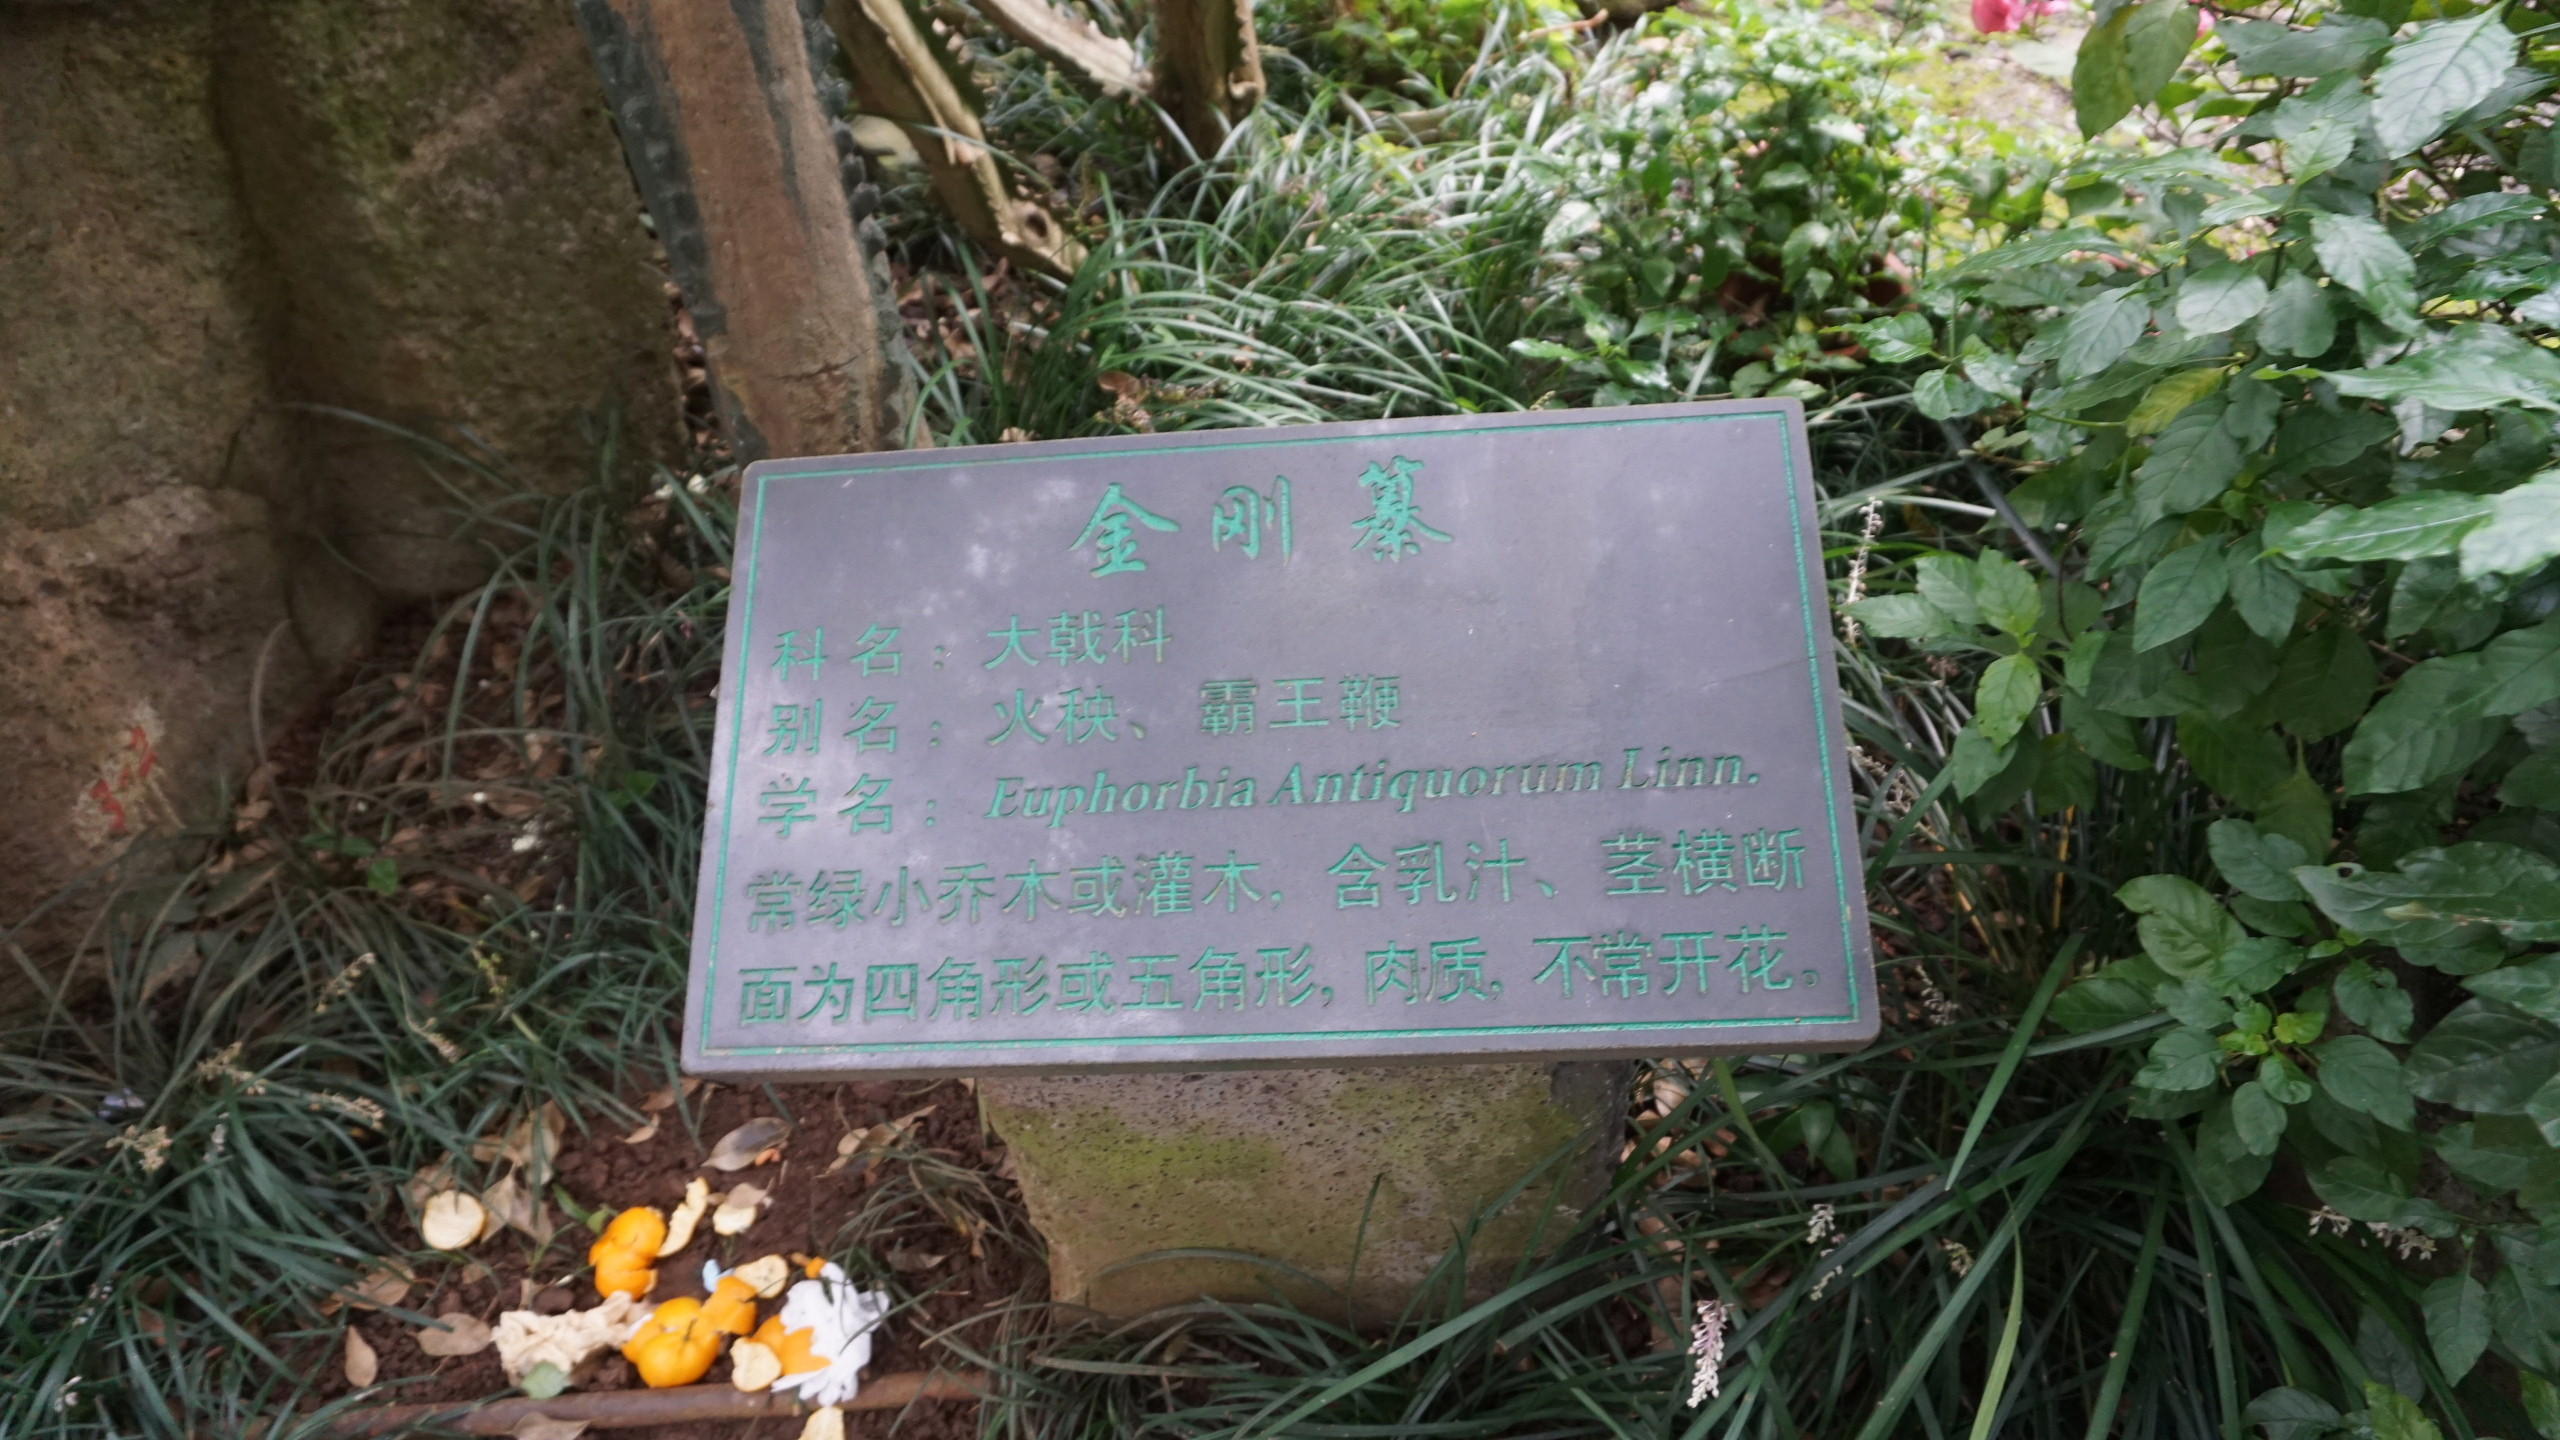 金刚纂
科名：大戟科
别名：火秧、霸王鞭
学名：Euphorbia Antiquorum Linn.
常绿小乔木或灌木，含乳汁、茎横断
面为四角形或五角形，肉质，不常开花。